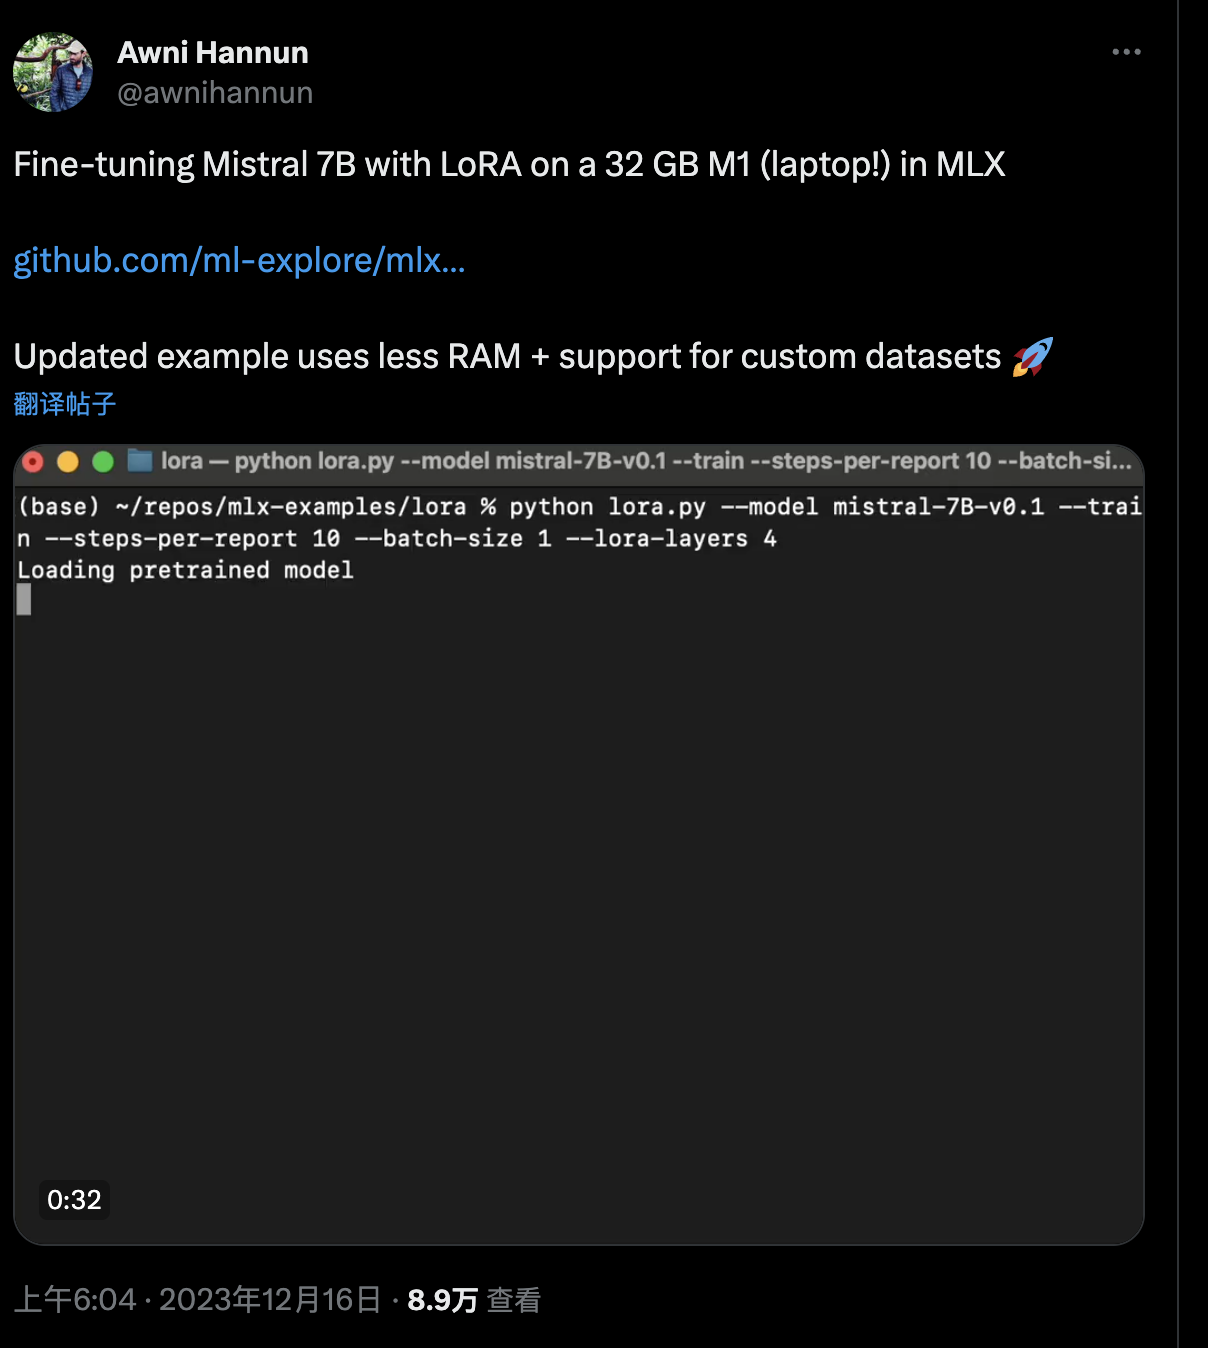 Awni Hannun
@awnihannun
Fine-tuning Mistral 7B with LoRA on a 32 GB M1 (laptop!) in MLX
github.com/ml-explore/mlx...
Updated example uses less RAM + support for custom datasets 🚀
翻译帖子
lora — python lora.py --model mistral-7B-v0.1 --train --steps-per-report 10 --batch-si...
(base) ~/repos/mlx-examples/lora % python lora.py --model mistral-7B-v0.1 --trai
n --steps-per-report 10 --batch-size 1 --lora-layers 4
Loading pretrained model
0:32
上午6:04 · 2023年12月16日 · 8.9万 查看